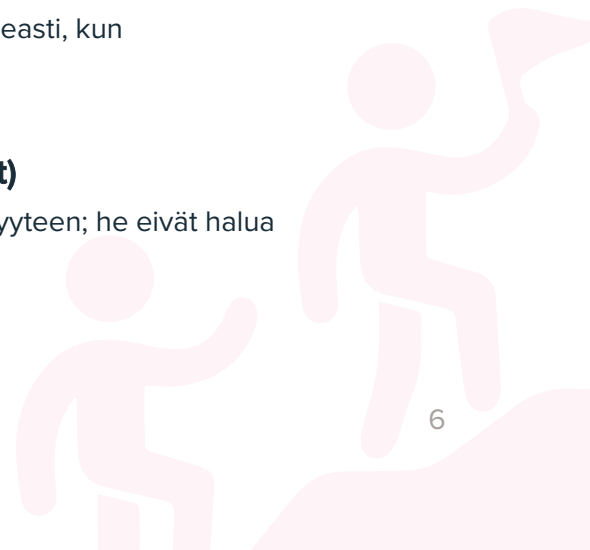 easti, kun
t)
yyteen; he eivät halua
6